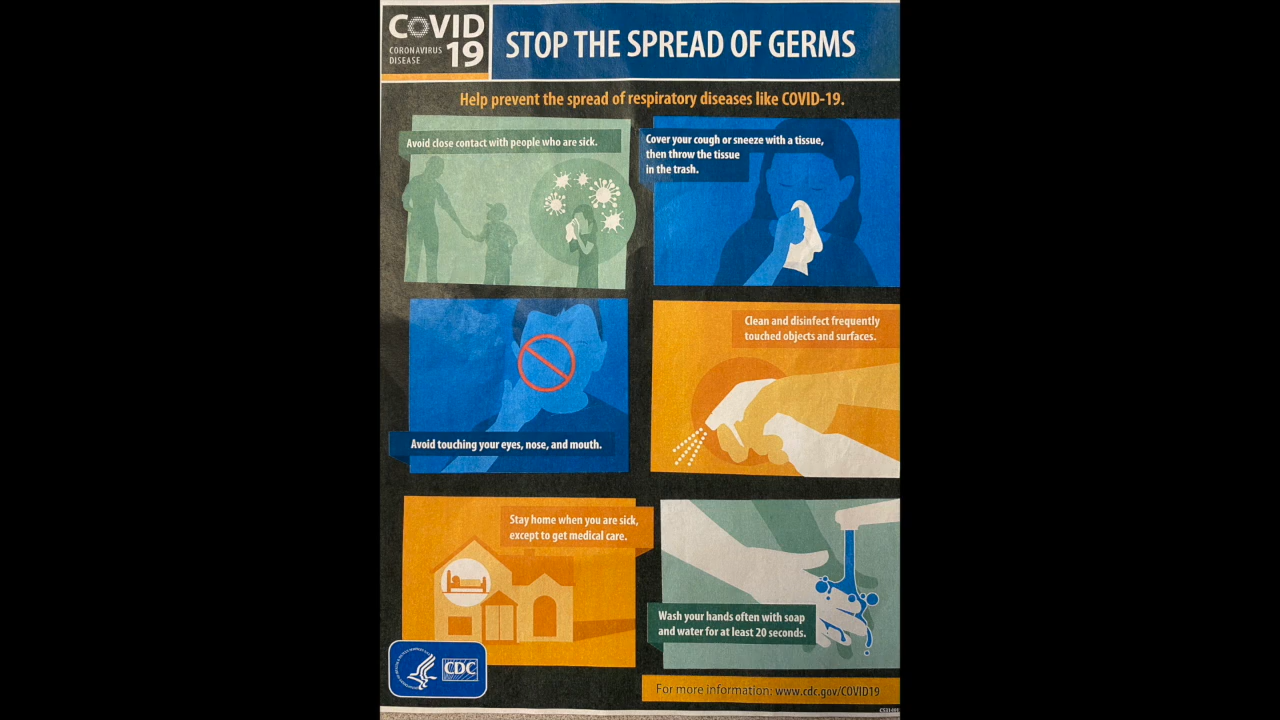 COVID
CORONAVIRUS
DISEASE
19
STOP THE SPREAD OF GERMS
Help prevent the spread of respiratory diseases like COVID-19.
Avoid close contact with people who are sick.
Cover your cough or sneeze with a tissue,
then throw the tissue
in the trash.
Avoid touching your eyes, nose, and mouth.
Clean and disinfect frequently
touched objects and surfaces.
Stay home when you are sick,
except to get medical care.
Wash your hands often with soap
and water for at least 20 seconds.
CDC
For more information: www.cdc.gov/COVID19